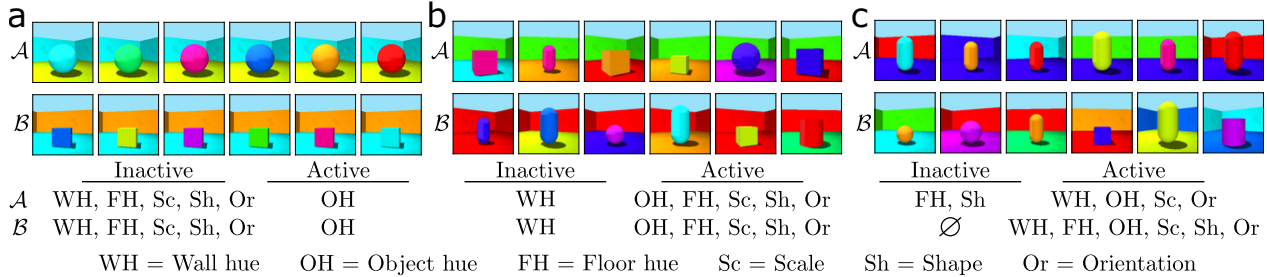 a b c
𝒜 𝒜 𝒜
ℬ ℬ ℬ
Inactive Active Inactive Active Inactive Active
𝒜 WH, FH, Sc, Sh, Or OH WH OH, FH, Sc, Sh, Or FH, Sh WH, OH, Sc, Or
ℬ WH, FH, Sc, Sh, Or OH WH OH, FH, Sc, Sh, Or ∅ WH, FH, OH, Sc, Sh, Or
WH = Wall hue OH = Object hue FH = Floor hue Sc = Scale Sh = Shape Or = Orientation